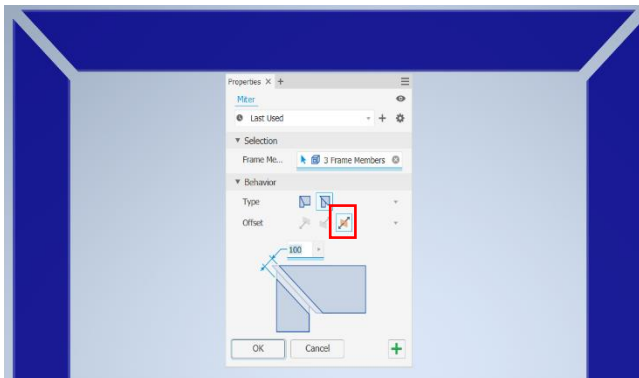 Properties X +
Miter
Last Used
Selection
Frame Me... 3 Frame Members
Behavior
Type
Offset
100
OK Cancel